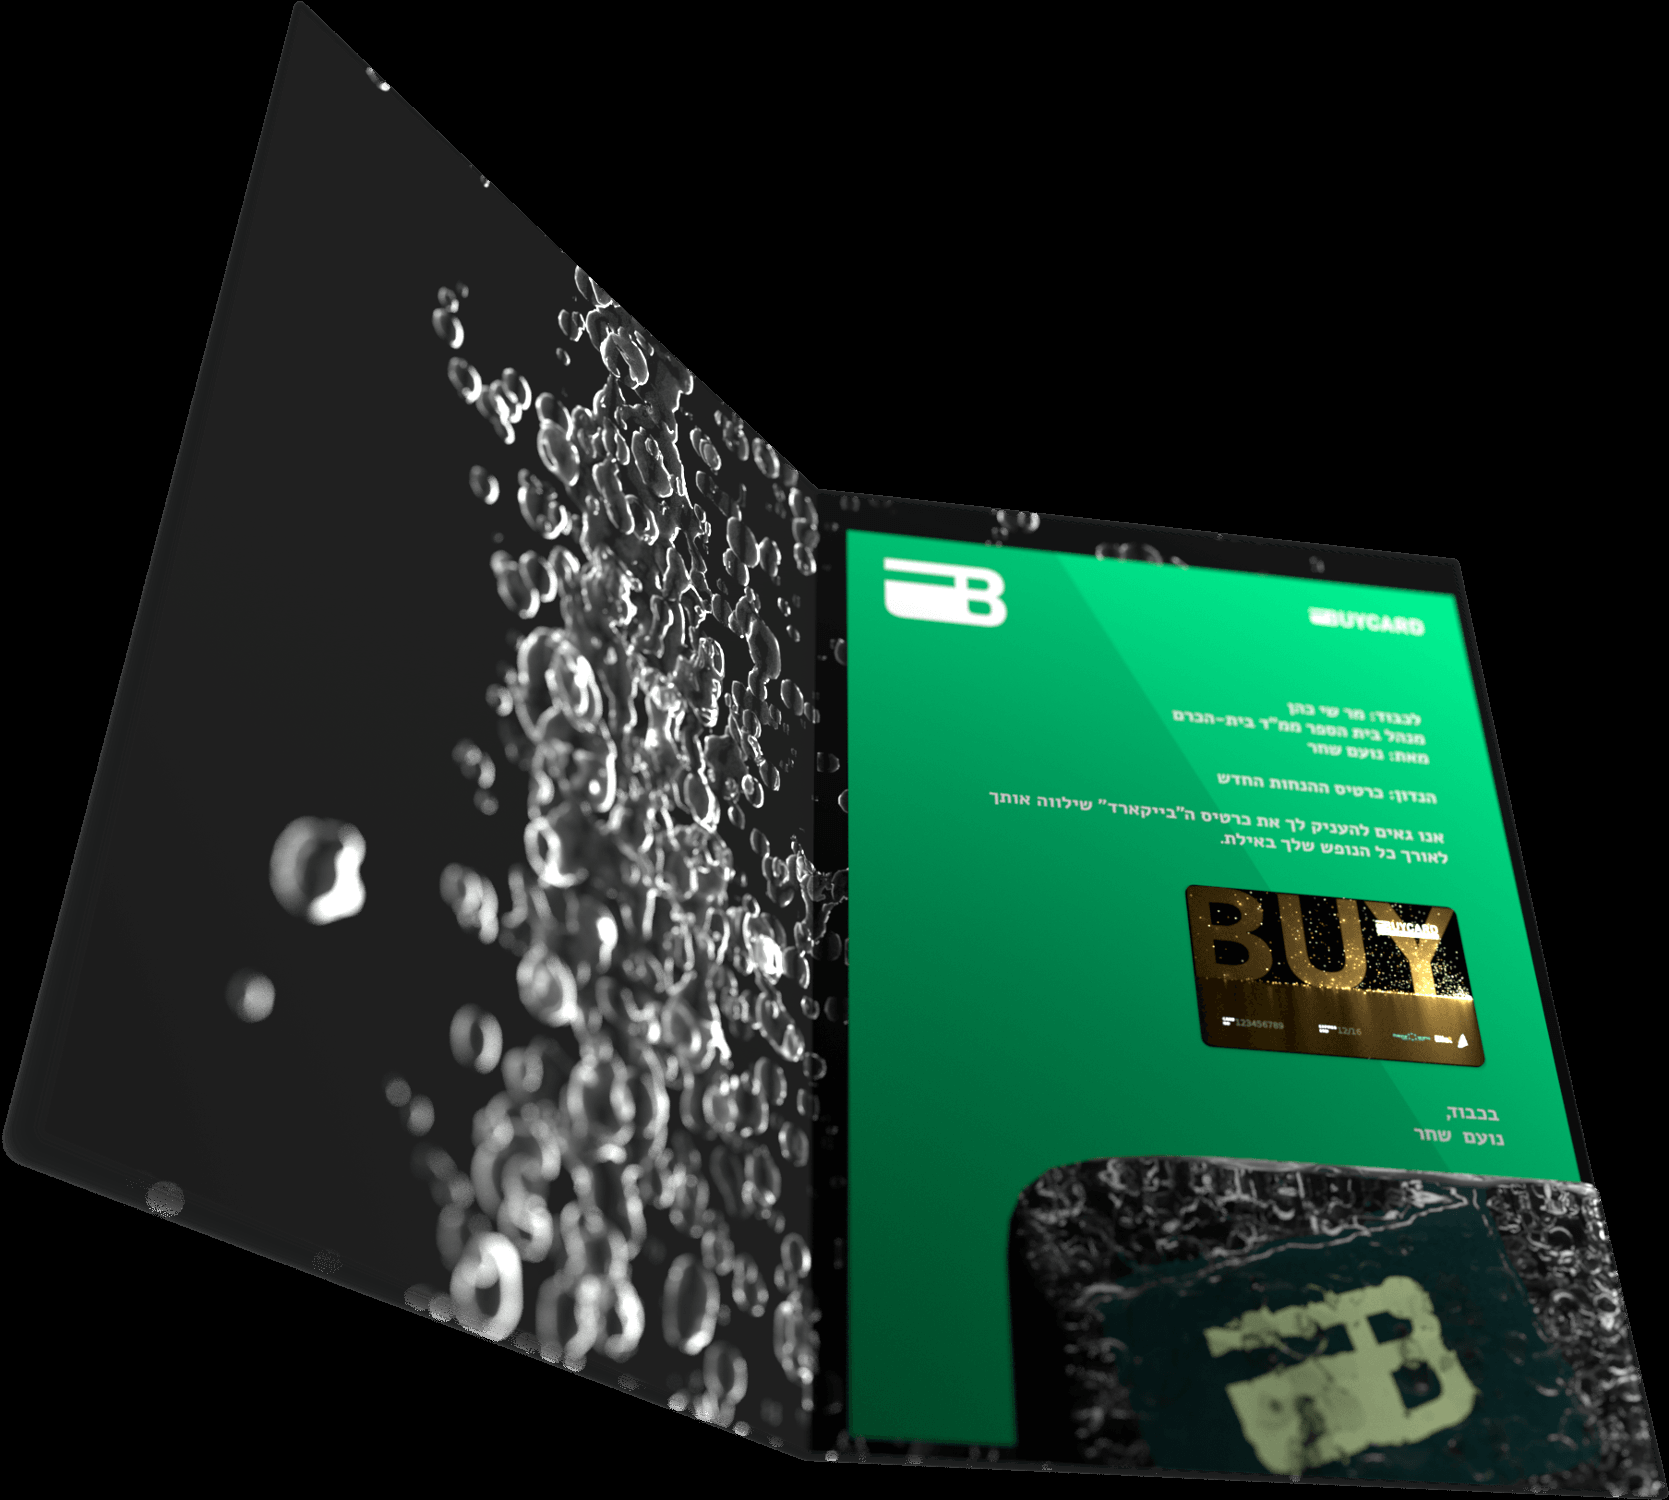 BUYCARD
לכבוד: מר שי כהן
מנהל בית הספר ממ"ד בית-הכרם
מאת: נועם שחר
הנדון: כרטיס ההנחות החדש
אנו גאים להעניק לך את כרטיס ה"בייקארד" שילווה אותך
לאורך כל הנופש שלך באילת.
BUY
BUYCARD
123456789
12/16
בכבוד,
נועם שחר